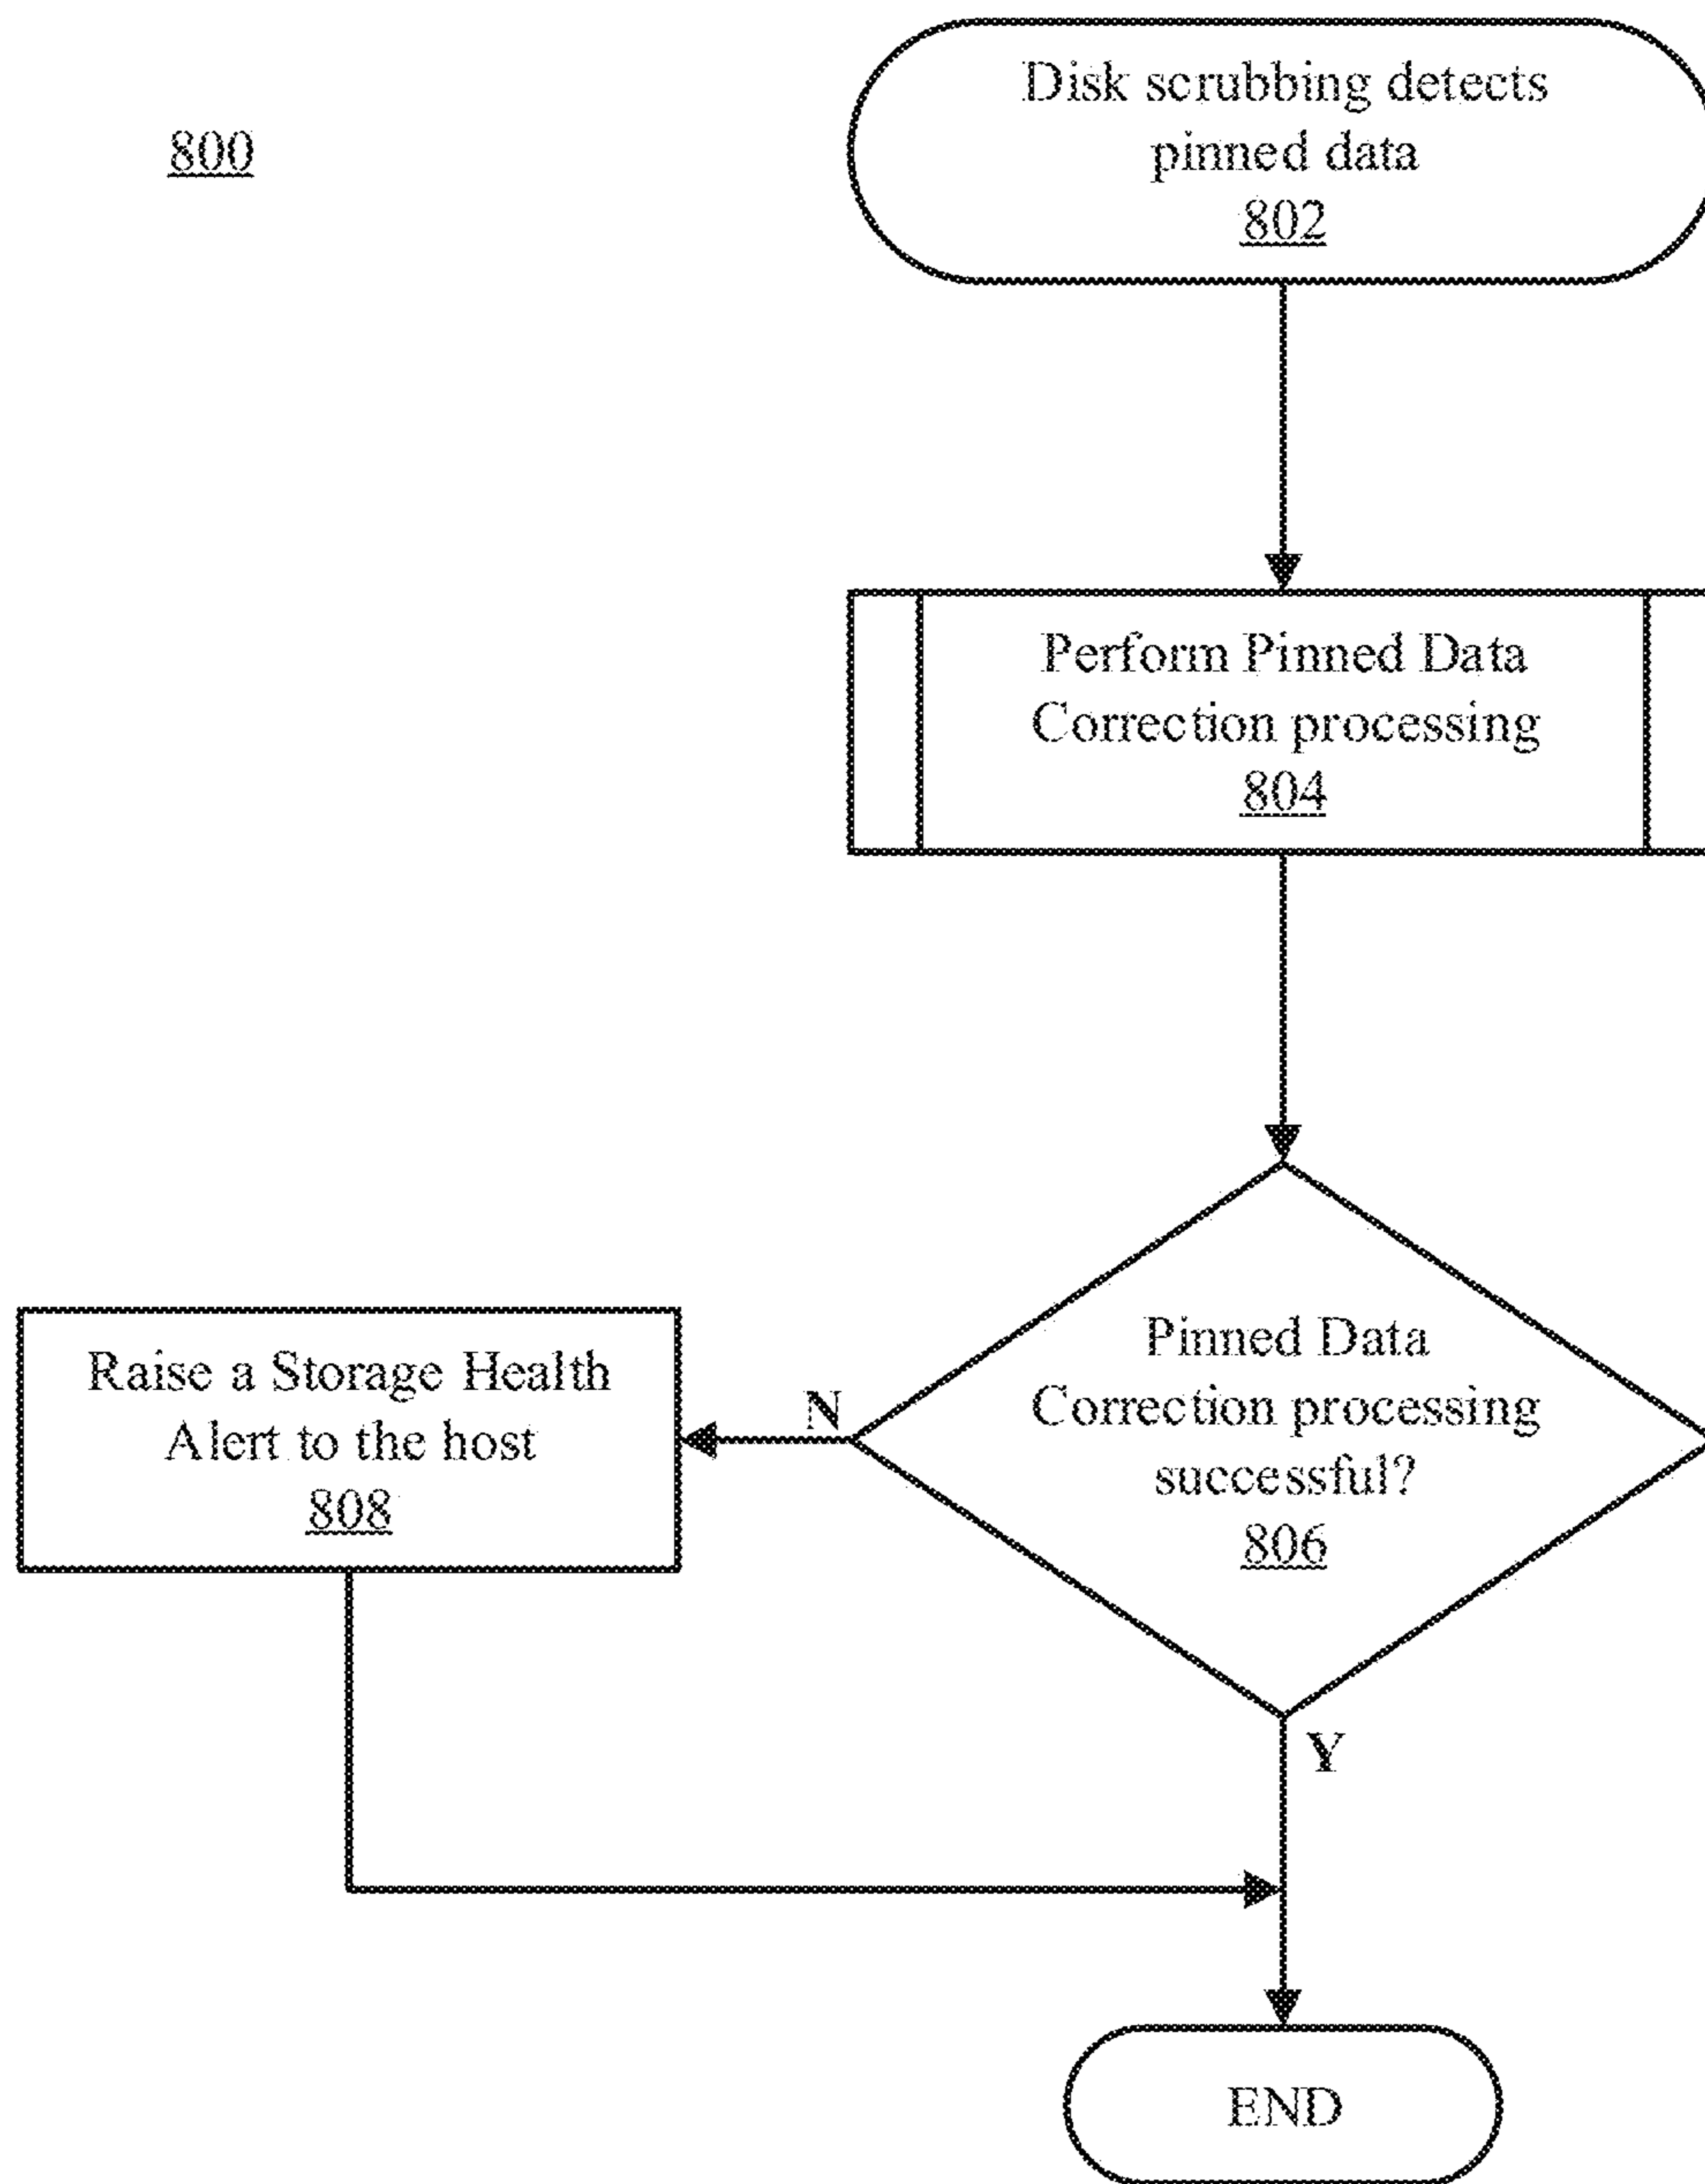 800
Disk scrubbing detects
pinned data
802
Perform Pinned Data
Correction processing
804
Pinned Data
Correction processing
successful?
806
N
Raise a Storage Health
Alert to the host
808
Y
END